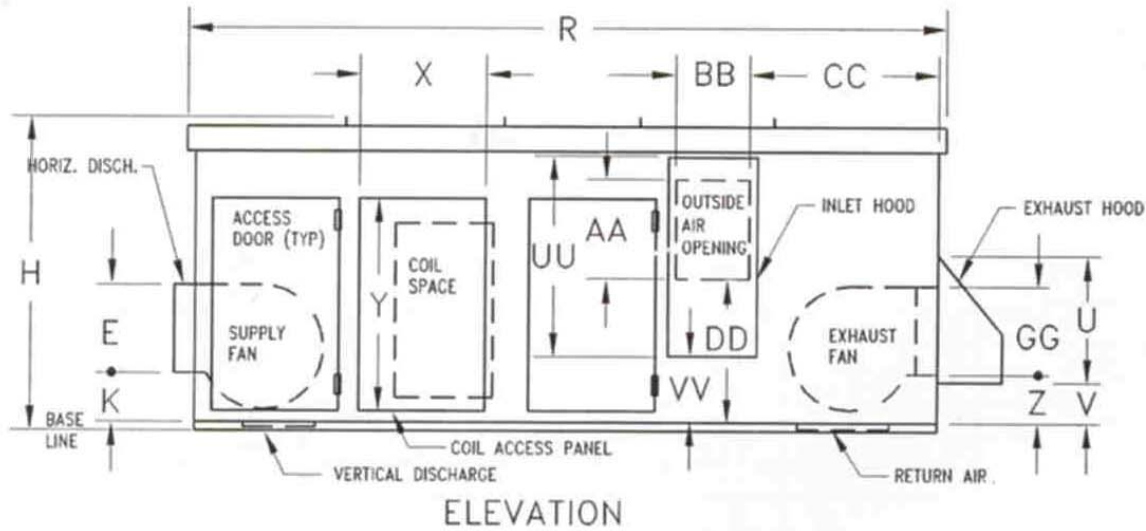 R
X
BB
CC
HORIZ. DISCH.
ACCESS
DOOR (TYP)
OUTSIDE
AIR
OPENING
INLET HOOD
EXHAUST HOOD
H
AA
UU
COIL
SPACE
Y
E
SUPPLY
FAN
DD
EXHAUST
FAN
GG
U
K
VV
Z
V
BASE
LINE
COIL ACCESS PANEL
VERTICAL DISCHARGE
RETURN AIR.
ELEVATION